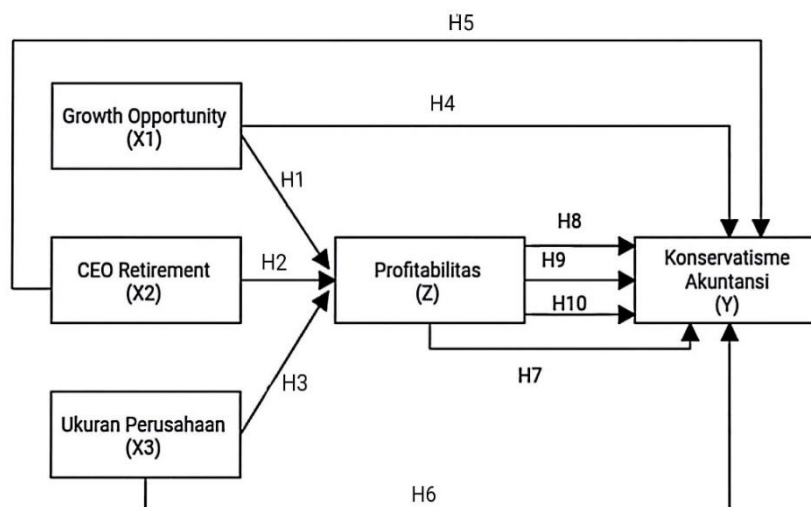 H5
Growth Opportunity
(X1)
H4
H1
CEO Retirement
(X2)
H2
Profitabilitas
(Z)
H8
H9
H10
Konservatisme
Akuntansi
(Y)
H7
H3
Ukuran Perusahaan
(X3)
H6